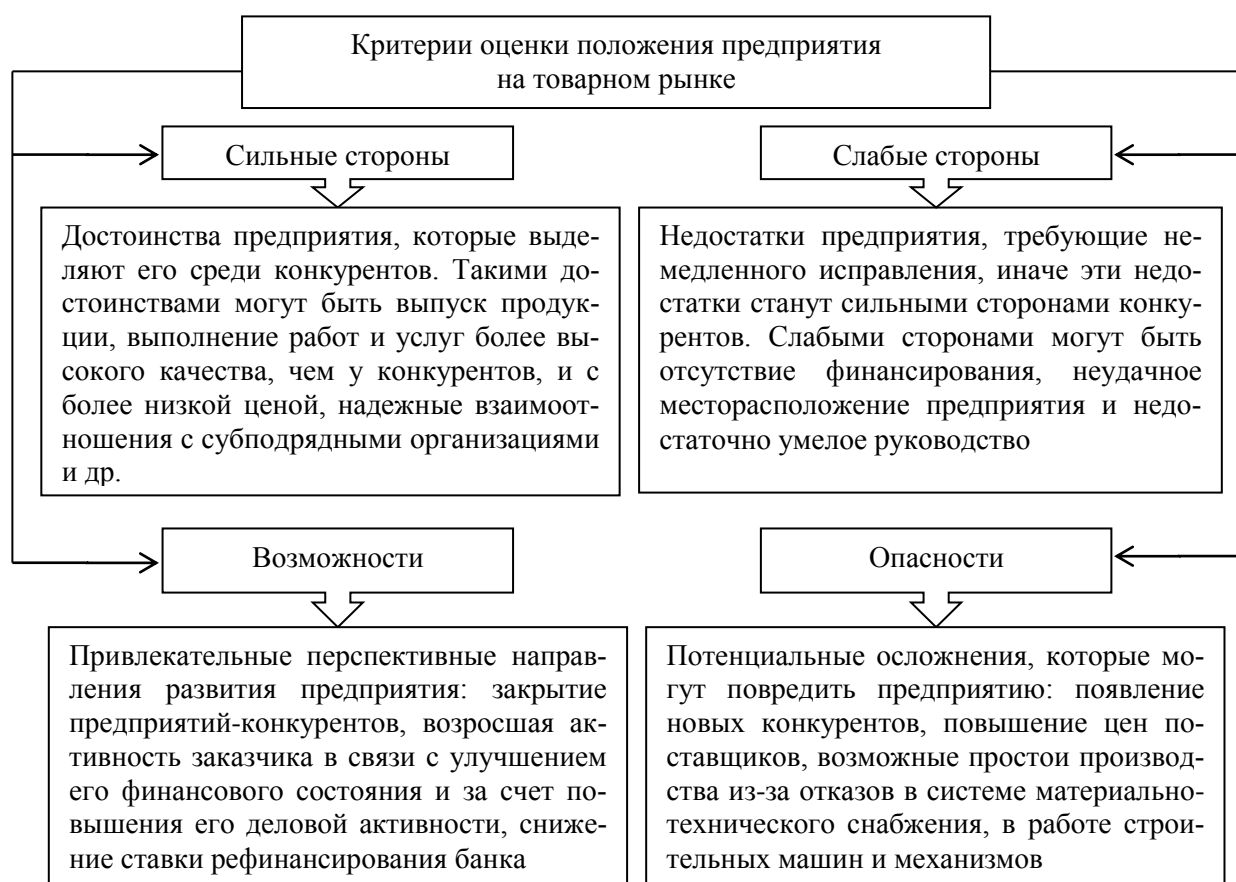 Критерии оценки положения предприятия
на товарном рынке
Сильные стороны
Слабые стороны
Достоинства предприятия, которые выде-
ляют его среди конкурентов. Такими до-
стоинствами могут быть выпуск продук-
ции, выполнение работ и услуг более вы-
сокого качества, чем у конкурентов, и с
более низкой ценой, надежные взаимоот-
ношения с субподрядными организациями
и др.
Недостатки предприятия, требующие не-
медленного исправления, иначе эти недо-
статки станут сильными сторонами конку-
рентов. Слабыми сторонами могут быть
отсутствие финансирования, неудачное
месторасположение предприятия и недо-
статочно умелое руководство
Возможности
Опасности
Привлекательные перспективные направ-
ления развития предприятия: закрытие
предприятий-конкурентов, возросшая ак-
тивность заказчика в связи с улучшением
его финансового состояния и за счет по-
вышения его деловой активности, сниже-
ние ставки рефинансирования банка
Потенциальные осложнения, которые мо-
гут повредить предприятию: появление
новых конкурентов, повышение цен по-
ставщиков, возможные простои производ-
ства из-за отказов в системе материально-
технического снабжения, в работе строи-
тельных машин и механизмов